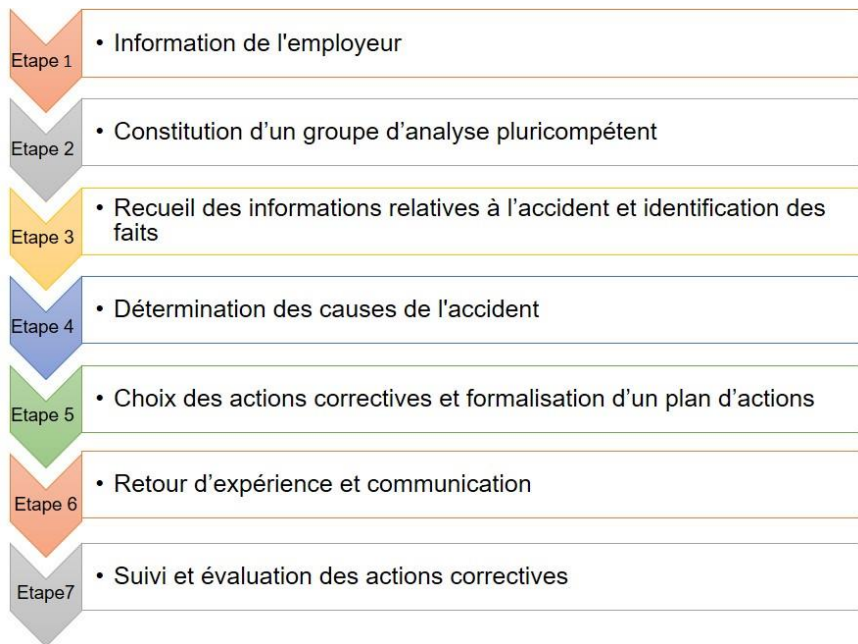 Etape 1
• Information de l'employeur
Etape 2
• Constitution d’un groupe d’analyse pluricompétent
Etape 3
• Recueil des informations relatives à l’accident et identification des
faits
Etape 4
• Détermination des causes de l'accident
Etape 5
• Choix des actions correctives et formalisation d’un plan d’actions
Etape 6
• Retour d’expérience et communication
Etape7
• Suivi et évaluation des actions correctives